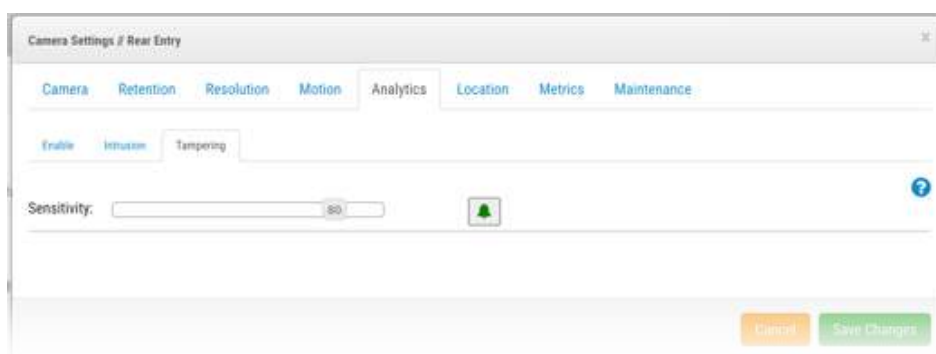 Camera Settings // Rear Entry
Camera Retention Resolution Motion Analytics Location Metrics Maintenance
Enable Intrusion Tampering
Sensitivity: 80
Cancel Save Changes